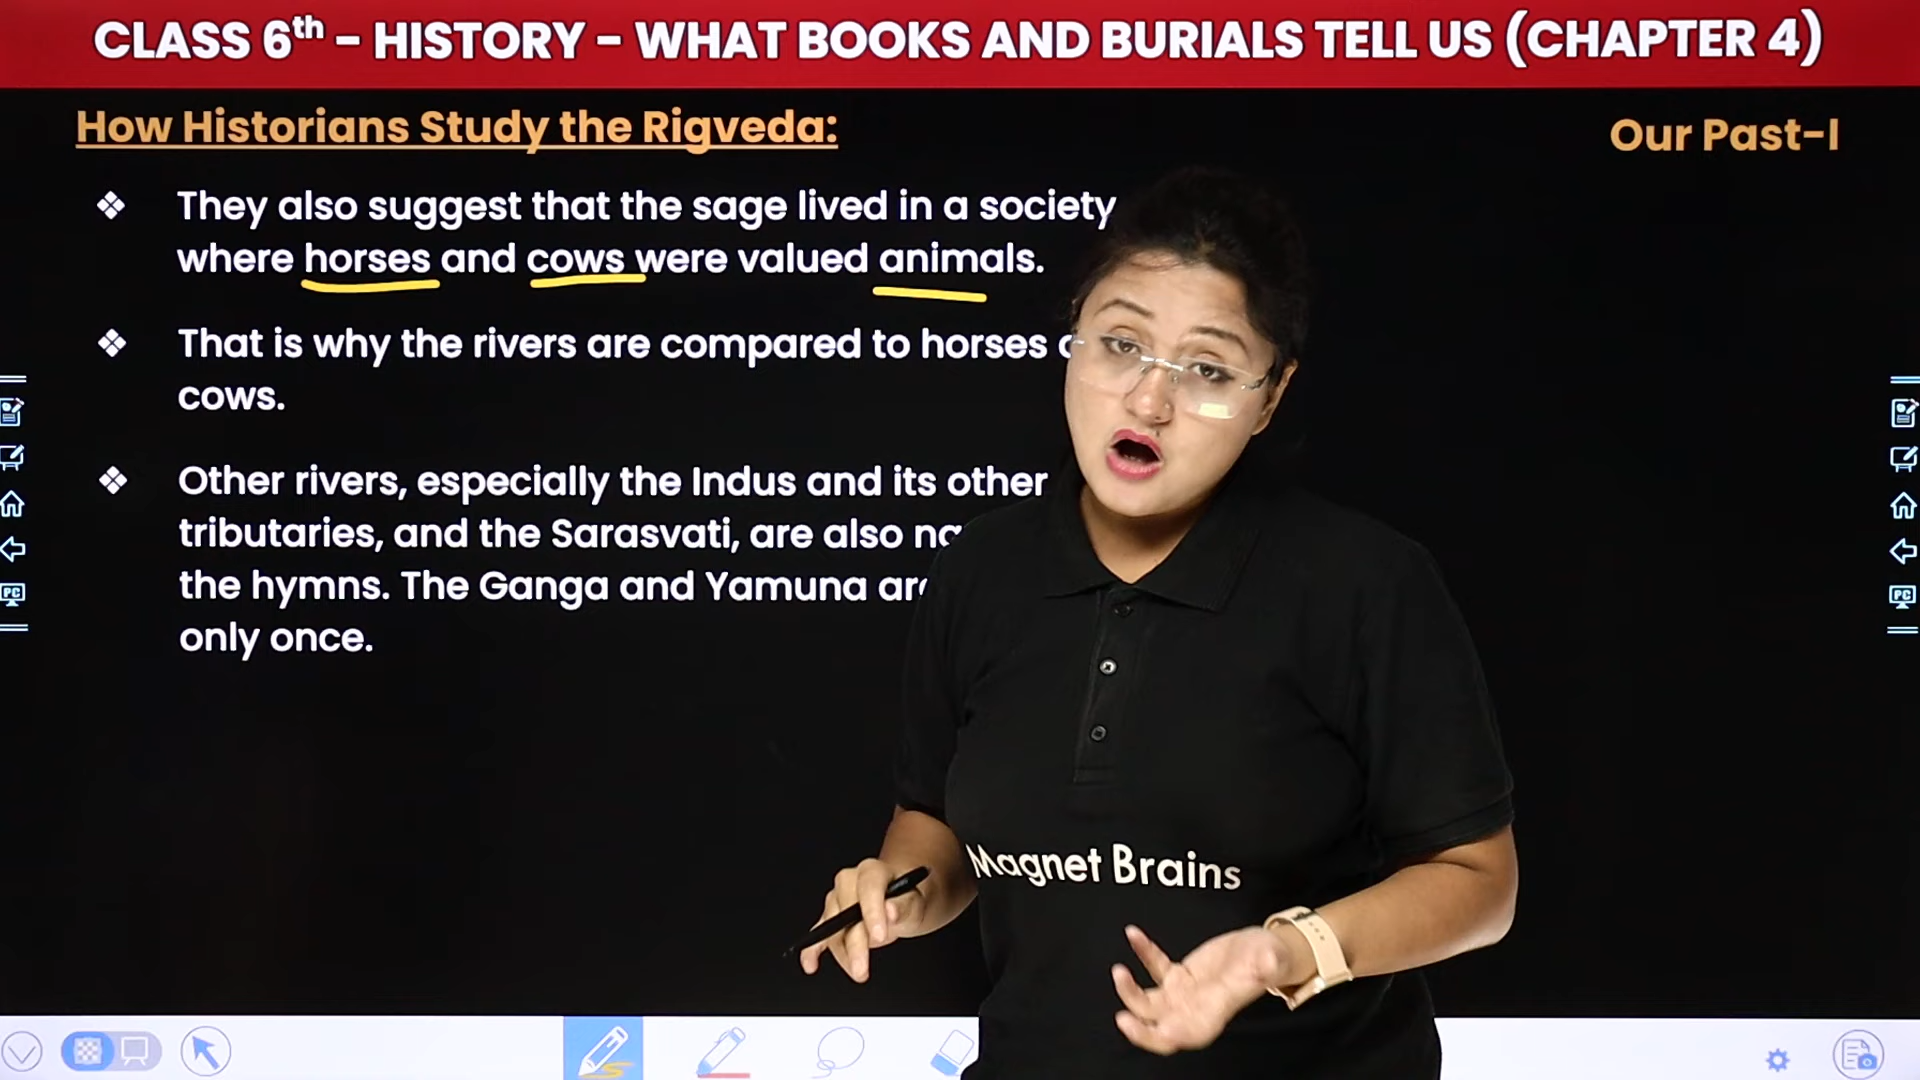 CLASS 6th - HISTORY - WHAT BOOKS AND BURIALS TELL US (CHAPTER 4)
How Historians Study the Rigveda:
Our Past-I
❖ They also suggest that the sage lived in a society
where horses and cows were valued animals.
❖ That is why the rivers are compared to horses
cows.
❖ Other rivers, especially the Indus and its other
tributaries, and the Sarasvati, are also
the hymns. The Ganga and Yamuna
only once.
Magnet Brains
PC
PC